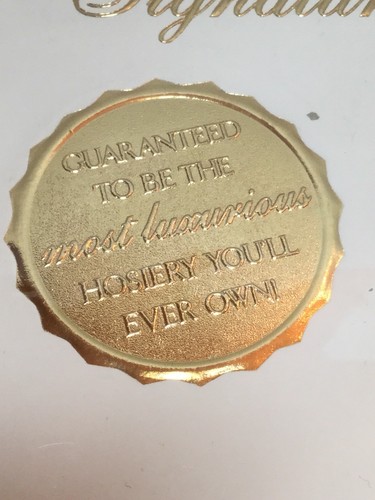 GUARANTEED
TO BE THE
most luxurious
HOSIERY YOU'LL
EVER OWN!